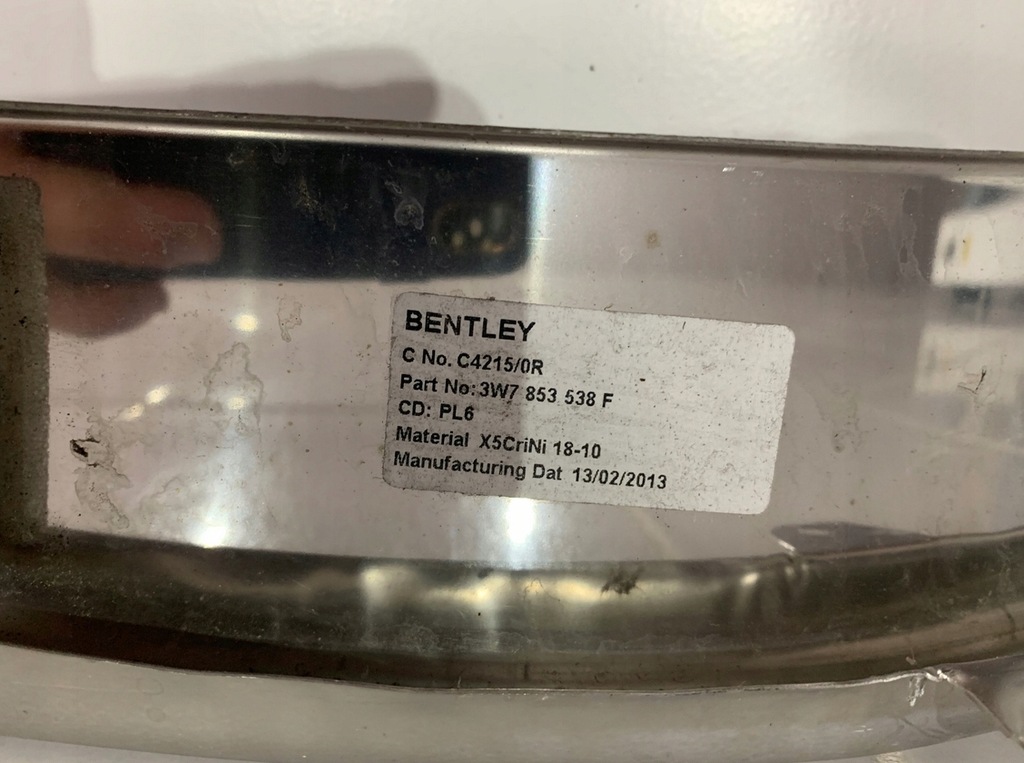 BENTLEY
C No. C4215/0R
Part No: 3W7 853 538 F
CD: PL6
Material X5CriNi 18-10
Manufacturing Dat 13/02/2013